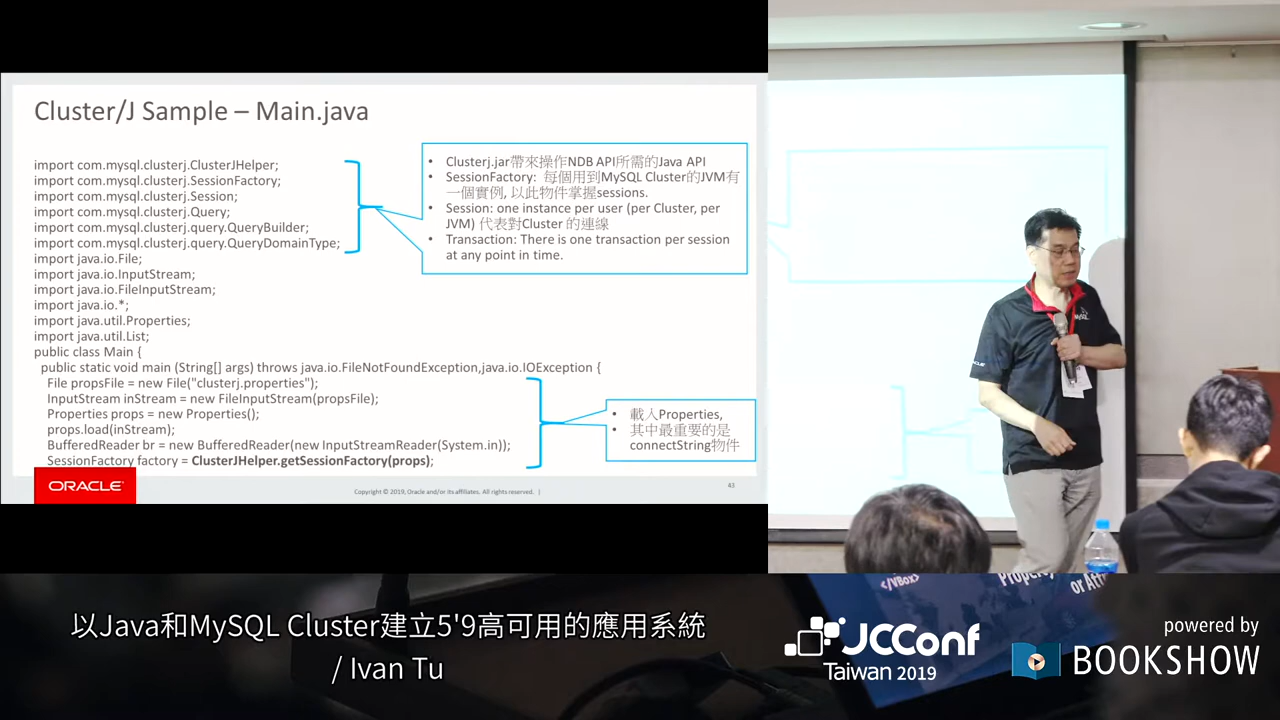 Cluster/J Sample – Main.java
import com.mysql.clusterj.ClusterJHelper;
import com.mysql.clusterj.SessionFactory;
import com.mysql.clusterj.Session;
import com.mysql.clusterj.Query;
import com.mysql.clusterj.query.QueryBuilder;
import com.mysql.clusterj.query.QueryDomainType;
import java.io.File;
import java.io.InputStream;
import java.io.FileInputStream;
import java.io.*;
import java.util.Properties;
import java.util.List;
public class Main {
public static void main (String[] args) throws java.io.FileNotFoundException,java.io.IOException {
File propsFile = new File("clusterj.properties");
InputStream inStream = new FileInputStream(propsFile);
Properties props = new Properties();
props.load(inStream);
BufferedReader br = new BufferedReader(new InputStreamReader(System.in));
SessionFactory factory = ClusterJHelper.getSessionFactory(props);
• Clusterj.jar帶來操作NDB API所需的Java API
• SessionFactory: 每個用到MySQL Cluster的JVM有
一個實例, 以此物件掌握sessions.
• Session: one instance per user (per Cluster, per
JVM) 代表對Cluster 的連線
• Transaction: There is one transaction per session
at any point in time.
• 載入Properties,
• 其中最重要的是
connectString物件
ORACLE
Copyright © 2019, Oracle and/or its affiliates. All rights reserved. |
43
MySQL
</VBox>
or Aft
以Java和MySQL Cluster建立5'9高可用的應用系統
/ Ivan Tu
JCConf
Taiwan 2019
powered by
BOOKSHOW